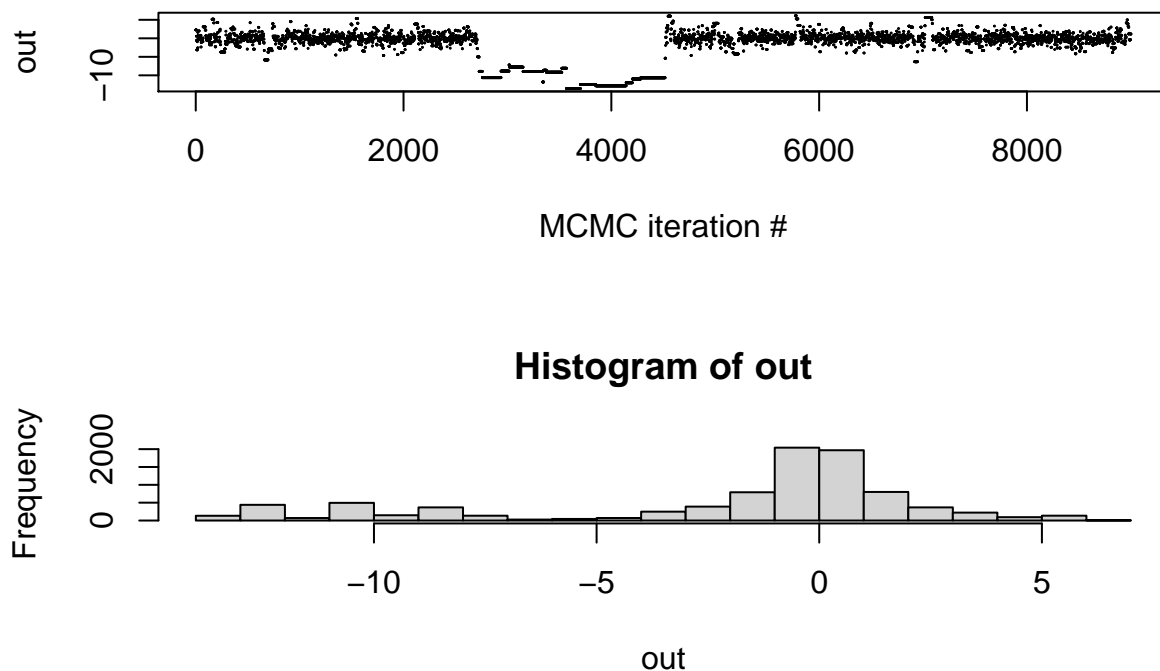 out
−10
0 2000 4000 6000 8000
MCMC iteration #
Histogram of out
Frequency
2000
0
−10 −5 0 5
out